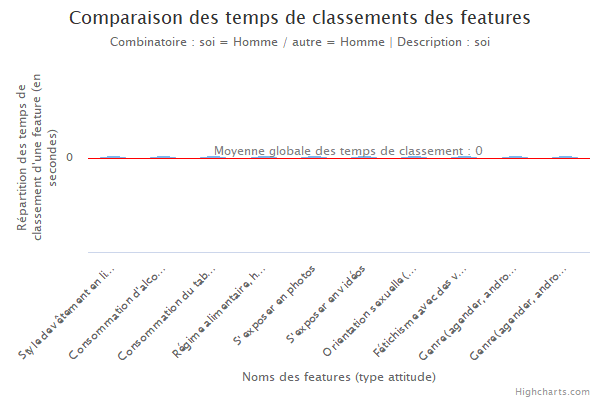 Comparaison des temps de classements des features
Combinatoire : soi = Homme / autre = Homme | Description : soi
Répartition des temps de
classement d'une feature (en
secondes)
0
Moyenne globale des temps de classement : 0
Style de vêtement en li...
Consommation d'alco...
Consommation du tab...
Régime alimentaire, h...
S'exposer en photos
S'exposer en vidéos
Orientation sexuelle (...
Fétichisme avec des v...
Genre (agender, andro...
Genre (agender, andro...
Noms des features (type attitude)
Highcharts.com